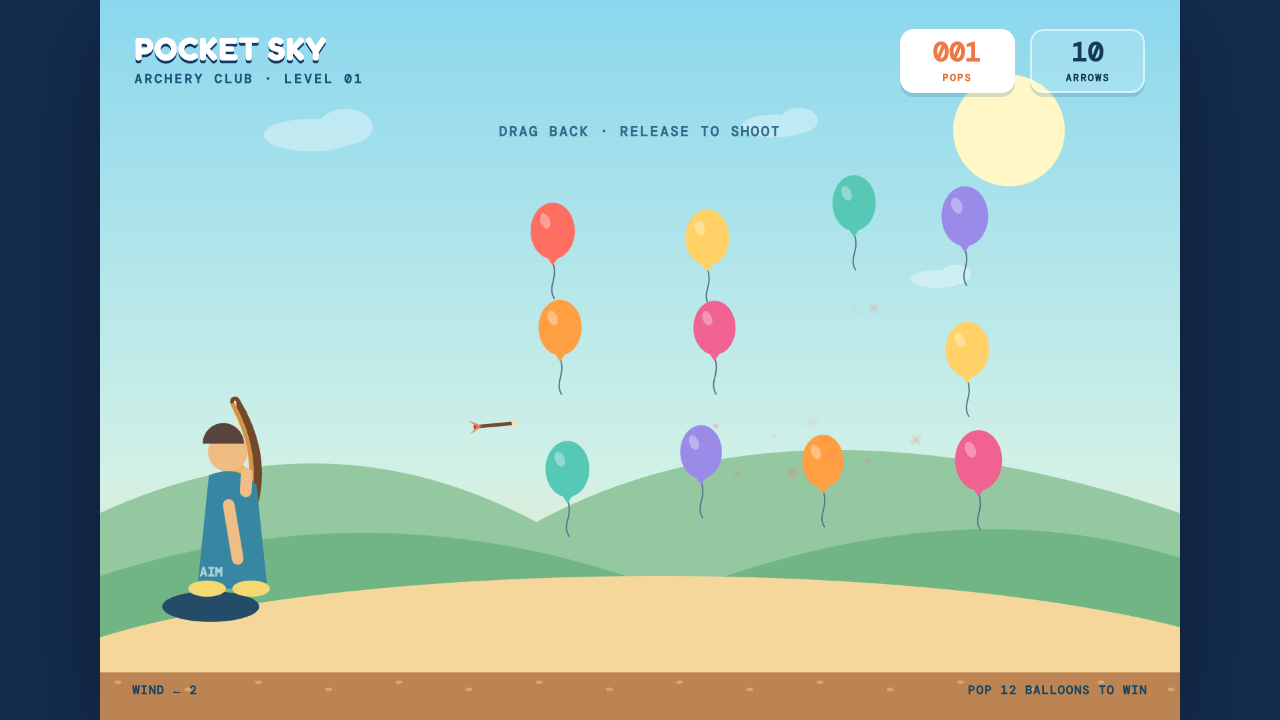 POCKET SKY
ARCHERY CLUB · LEVEL 01
001
POPS
10
ARROWS
DRAG BACK · RELEASE TO SHOOT
AIM
WIND ← 2
POP 12 BALLOONS TO WIN